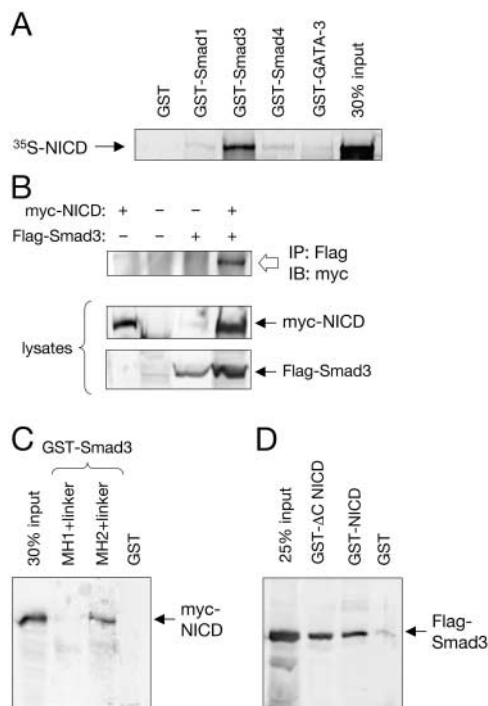 A
GST
GST-Smad1
GST-Smad3
GST-Smad4
GST-GATA-3
30% input
³⁵S-NICD
B
myc-NICD: + – – +
Flag-Smad3: – – + +
IP: Flag
IB: myc
lysates
myc-NICD
Flag-Smad3
C
GST-Smad3
30% input
MH1+linker
MH2+linker
GST
myc-
NICD
D
25% input
GST-ΔC NICD
GST-NICD
GST
Flag-
Smad3